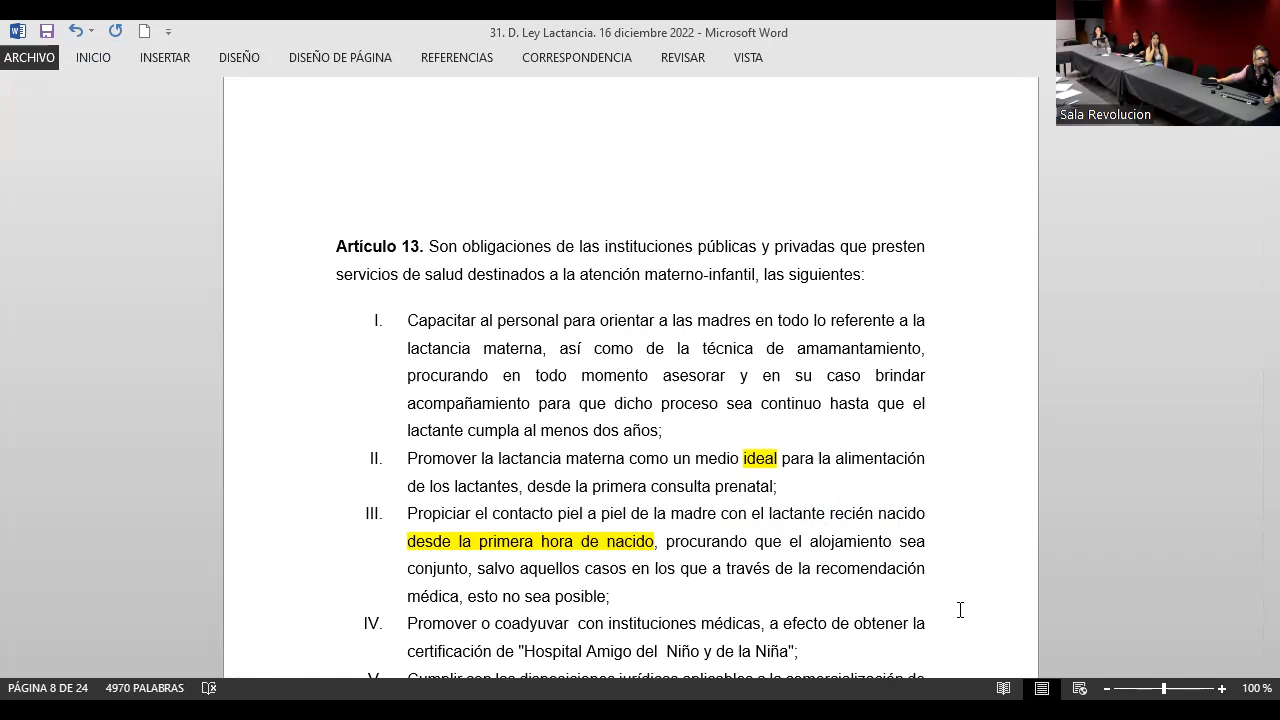 31. D. Ley Lactancia. 16 diciembre 2022 - Microsoft Word
ARCHIVO INICIO INSERTAR DISEÑO DISEÑO DE PÁGINA REFERENCIAS CORRESPONDENCIA REVISAR VISTA
Sala Revolucion
Artículo 13. Son obligaciones de las instituciones públicas y privadas que presten
servicios de salud destinados a la atención materno-infantil, las siguientes:
I. Capacitar al personal para orientar a las madres en todo lo referente a la
lactancia materna, así como de la técnica de amamantamiento,
procurando en todo momento asesorar y en su caso brindar
acompañamiento para que dicho proceso sea continuo hasta que el
lactante cumpla al menos dos años;
II. Promover la lactancia materna como un medio ideal para la alimentación
de los lactantes, desde la primera consulta prenatal;
III. Propiciar el contacto piel a piel de la madre con el lactante recién nacido
desde la primera hora de nacido, procurando que el alojamiento sea
conjunto, salvo aquellos casos en los que a través de la recomendación
médica, esto no sea posible;
IV. Promover o coadyuvar  con instituciones médicas, a efecto de obtener la
certificación de "Hospital Amigo del  Niño y de la Niña";
V. Cumplir con las disposiciones jurídicas aplicables a la comercialización de
PÁGINA 8 DE 24 4970 PALABRAS 100 %